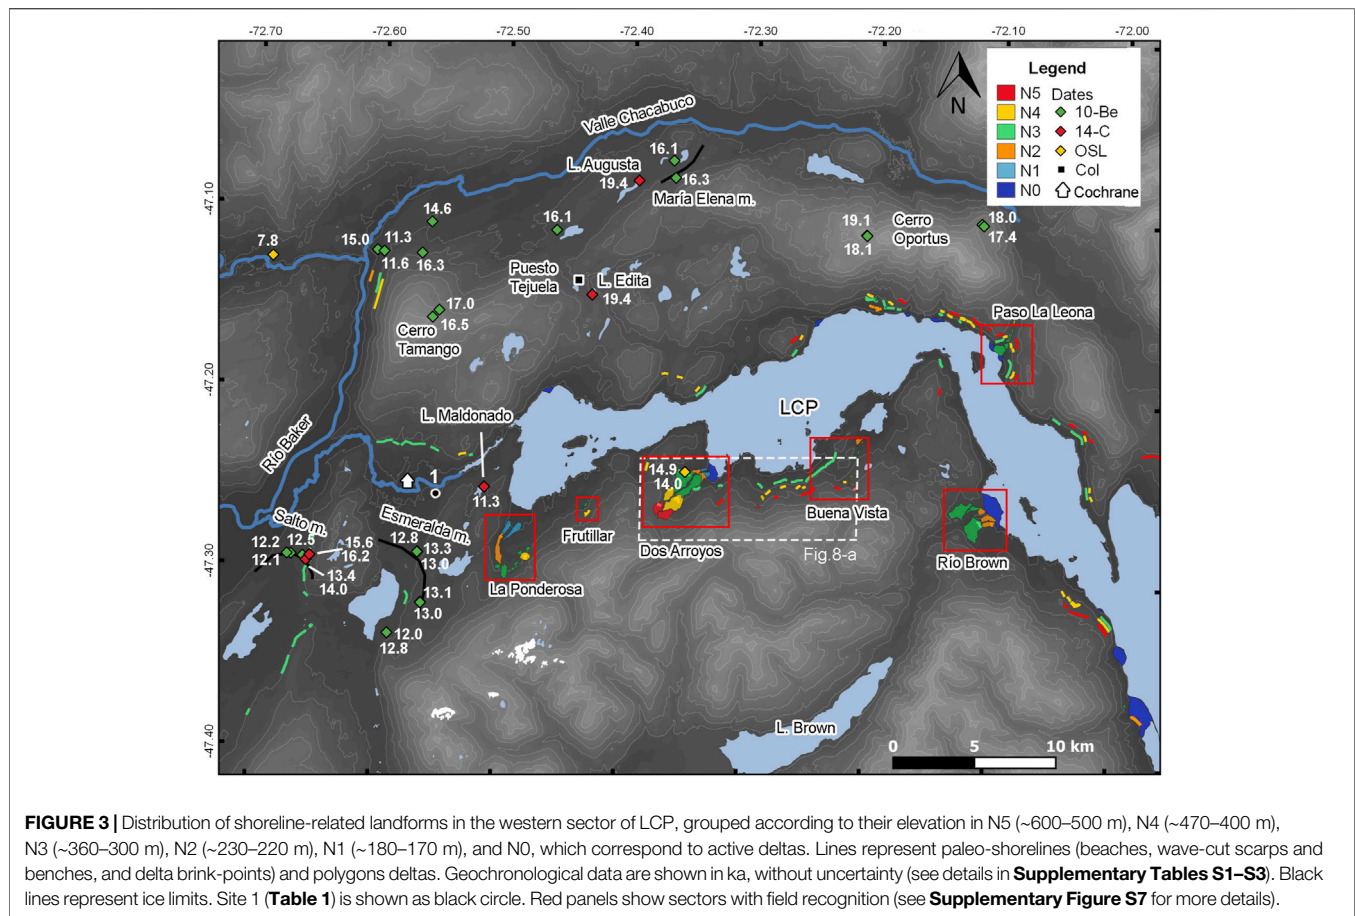 -72.70 -72.60 -72.50 -72.40 -72.30 -72.20 -72.10 -72.00
-47.10
-47.20
-47.30
-47.40
N
Legend
N5 Dates
N4 10-Be
N3 14-C
N2 OSL
N1 Col
N0 Cochrane
Valle Chacabuco
16.1
L. Augusta
19.4
16.3
María Elena m.
14.6
16.1
19.1
18.1
Cerro
Oportus
18.0
17.4
7.8
15.0
11.3
11.6
16.3
Puesto
Tejuela
L. Edita
19.4
17.0
16.5
Cerro
Tamango
Paso La Leona
LCP
L. Maldonado
Río Baker
1
11.3
14.9
14.0
Buena Vista
Frutillar
Dos Arroyos
Fig.8-a
Río Brown
La Ponderosa
Salto m.
Esmeralda m.
12.2
12.5
12.1
15.6
16.2
13.4
14.0
12.8
13.3
13.0
13.1
13.0
12.0
12.8
L. Brown
0 5 10 km
FIGURE 3 | Distribution of shoreline-related landforms in the western sector of LCP, grouped according to their elevation in N5 (~600–500 m), N4 (~470–400 m),
N3 (~360–300 m), N2 (~230–220 m), N1 (~180–170 m), and N0, which correspond to active deltas. Lines represent paleo-shorelines (beaches, wave-cut scarps and
benches, and delta brink-points) and polygons deltas. Geochronological data are shown in ka, without uncertainty (see details in Supplementary Tables S1–S3). Black
lines represent ice limits. Site 1 (Table 1) is shown as black circle. Red panels show sectors with field recognition (see Supplementary Figure S7 for more details).